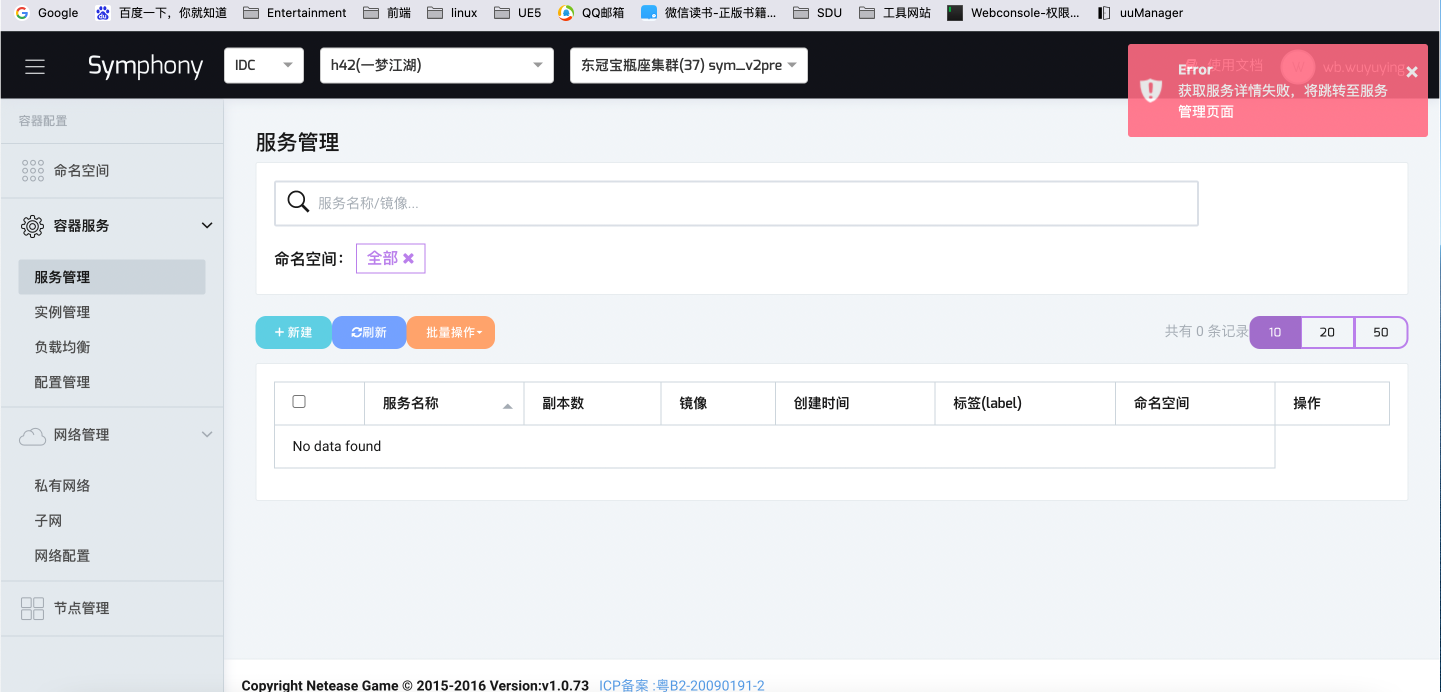 Google 百度一下，你就知道 Entertainment 前端 linux UE5 QQ邮箱 微信读书-正版书籍... SDU 工具网站 Webconsole-权限... uuManager
Symphony IDC h42(一梦江湖) 东冠宝瓶座集群(37) sym_v2pre 使用文档 W wb.wuyuying
Error
获取服务详情失败，将跳转至服务
管理页面
容器配置
命名空间
容器服务
服务管理
实例管理
负载均衡
配置管理
网络管理
私有网络
子网
网络配置
节点管理
服务管理
服务名称/镜像...
命名空间： 全部
新建 刷新 批量操作 共有 0 条记录 10 20 50
服务名称 副本数 镜像 创建时间 标签(label) 命名空间 操作
No data found
Copyright Netease Game © 2015-2016 Version:v1.0.73 ICP备案 :粤B2-20090191-2